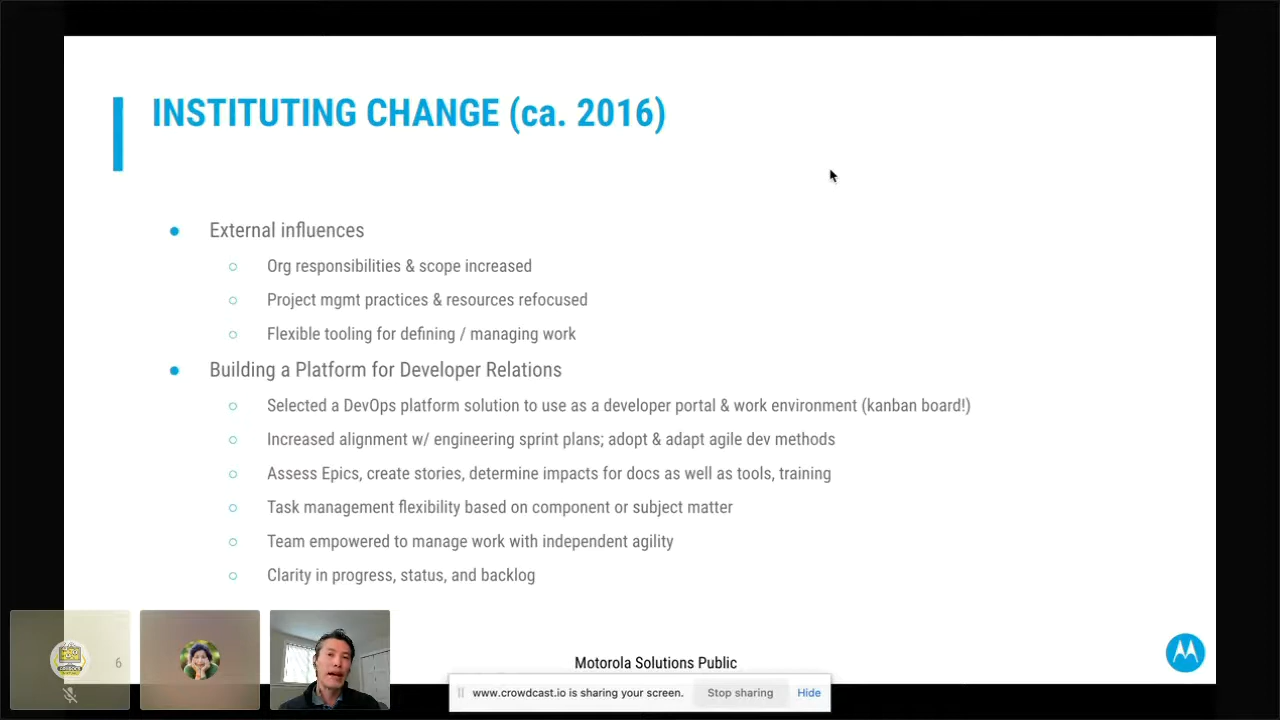 INSTITUTING CHANGE (ca. 2016)
External influences
Org responsibilities & scope increased
Project mgmt practices & resources refocused
Flexible tooling for defining / managing work
Building a Platform for Developer Relations
Selected a DevOps platform solution to use as a developer portal & work environment (kanban board!)
Increased alignment w/ engineering sprint plans; adopt & adapt agile dev methods
Assess Epics, create stories, determine impacts for docs as well as tools, training
Task management flexibility based on component or subject matter
Team empowered to manage work with independent agility
Clarity in progress, status, and backlog
6
Motorola Solutions Public
www.crowdcast.io is sharing your screen. Stop sharing Hide